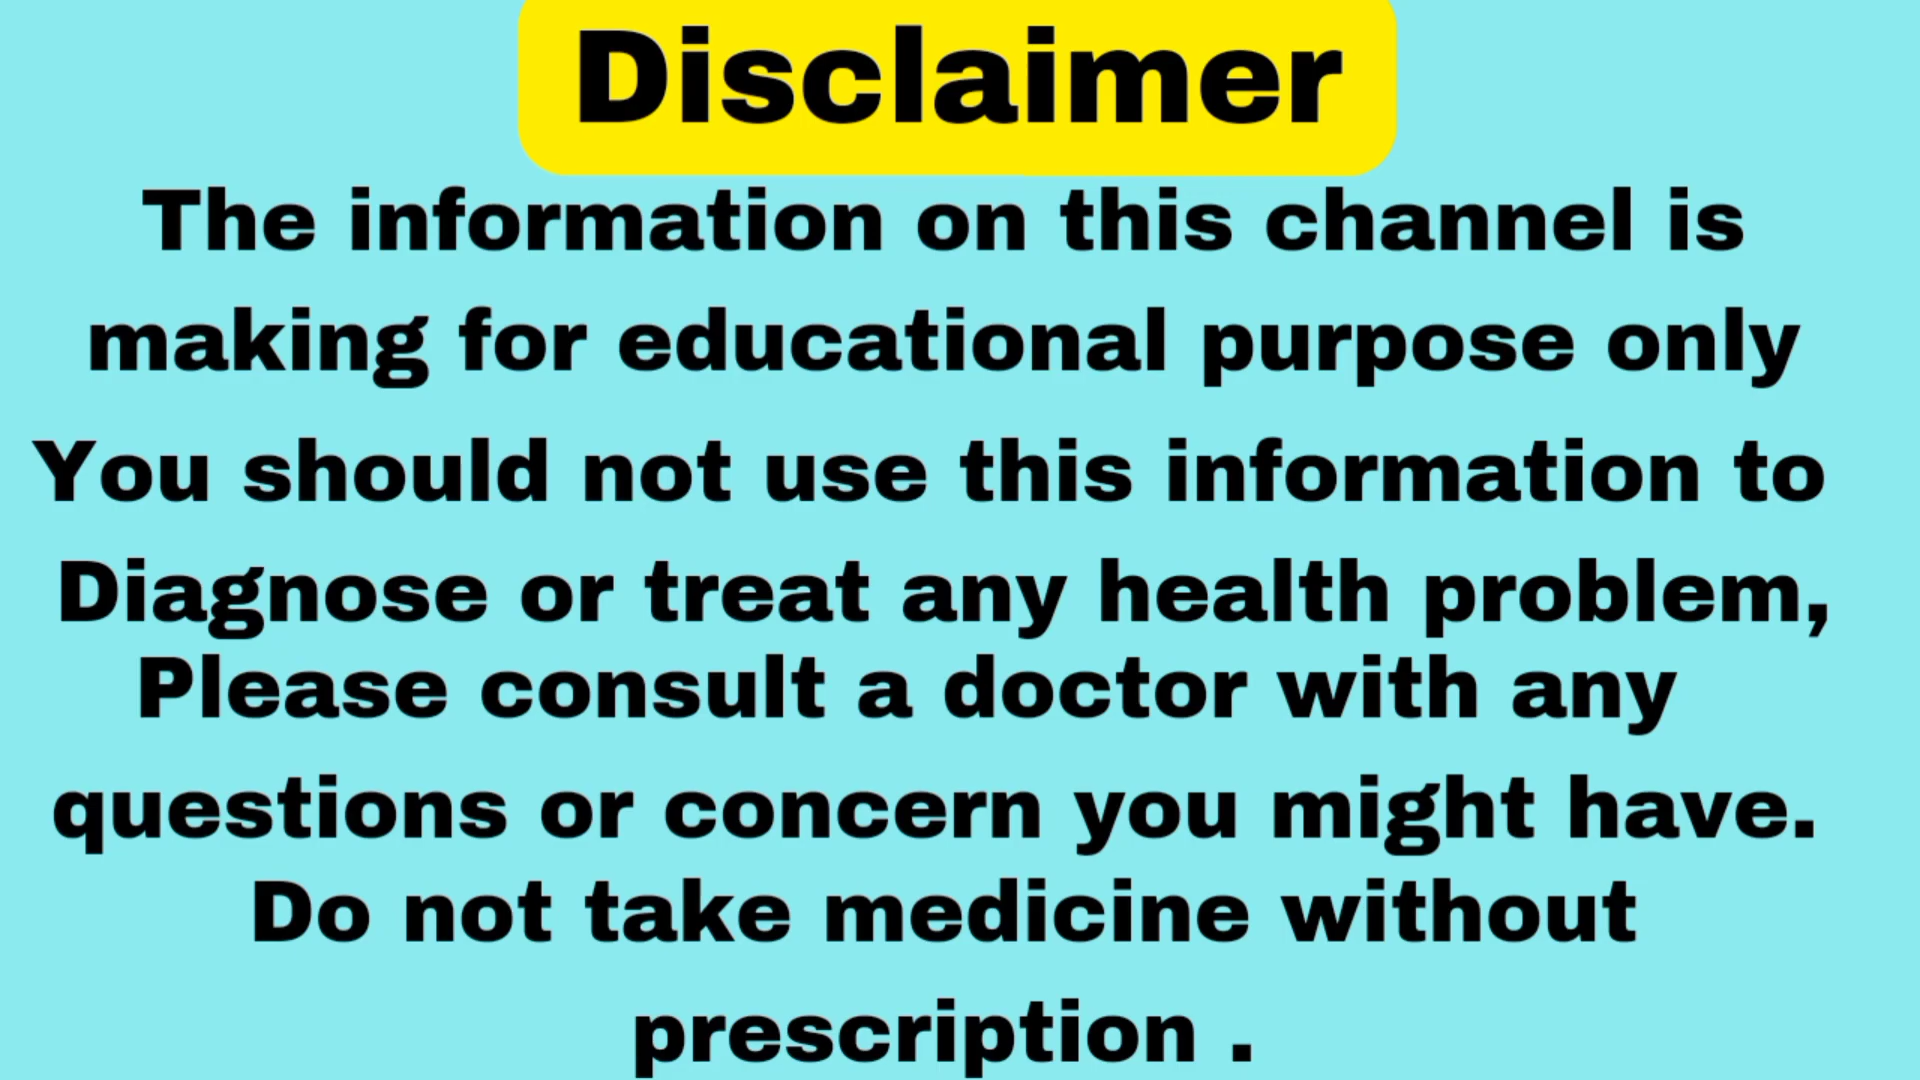 Disclaimer
The information on this channel is
making for educational purpose only
You should not use this information to
Diagnose or treat any health problem,
Please consult a doctor with any
questions or concern you might have.
Do not take medicine without
prescription .